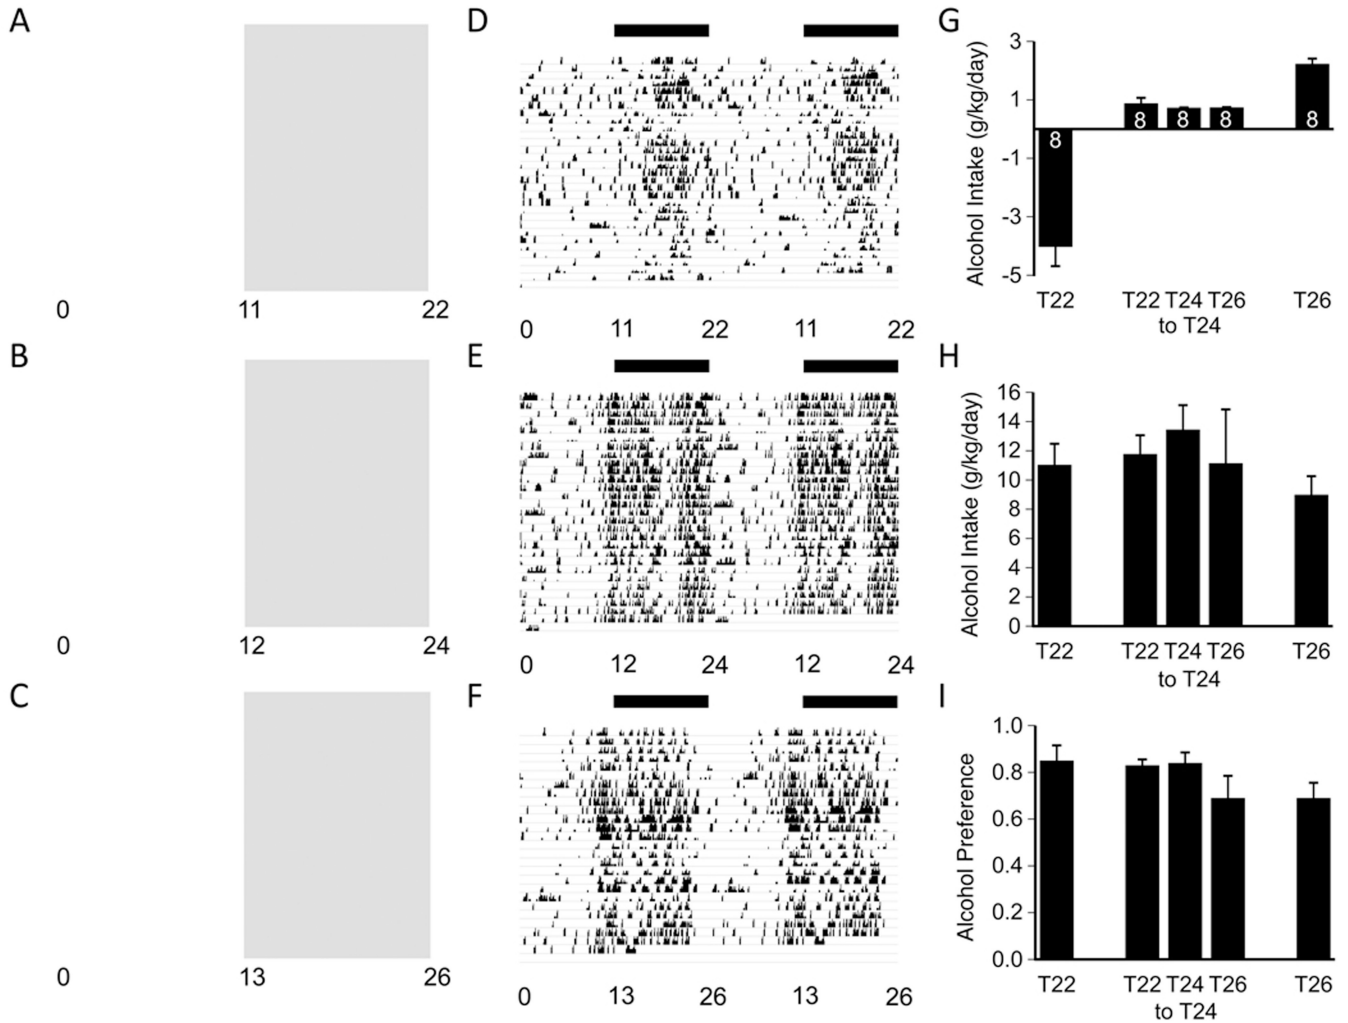 A
0
11
22
B
0
12
24
C
0
13
26
D
0
11
22
11
22
E
0
12
24
12
24
F
0
13
26
13
26
G
Alcohol Intake (g/kg/day)
3
1
-1
-3
-5
8
8
8
8
8
T22
T22 T24 T26
T26
to T24
H
Alcohol Intake (g/kg/day)
16
14
12
10
8
6
4
2
0
T22
T22 T24 T26
T26
to T24
I
Alcohol Preference
1.0
0.8
0.6
0.4
0.2
0.0
T22
T22 T24 T26
T26
to T24